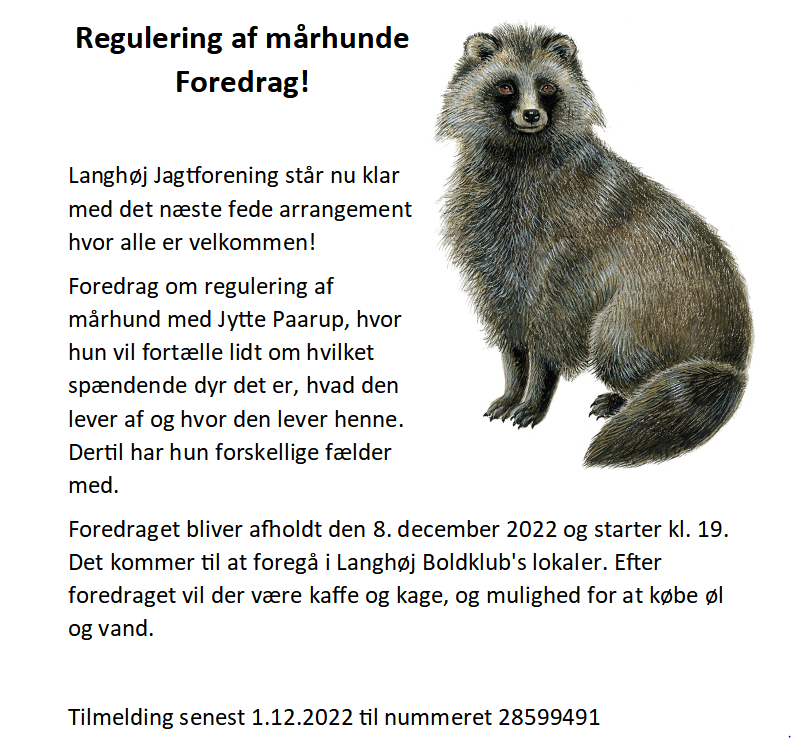 Regulering af mårhunde
Foredrag!
Langhøj Jagtforening står nu klar
med det næste fede arrangement
hvor alle er velkommen!
Foredrag om regulering af
mårhund med Jytte Paarup, hvor
hun vil fortælle lidt om hvilket
spændende dyr det er, hvad den
lever af og hvor den lever henne.
Dertil har hun forskellige fælder
med.
Foredraget bliver afholdt den 8. december 2022 og starter kl. 19.
Det kommer til at foregå i Langhøj Boldklub's lokaler. Efter
foredraget vil der være kaffe og kage, og mulighed for at købe øl
og vand.
Tilmelding senest 1.12.2022 til nummeret 28599491